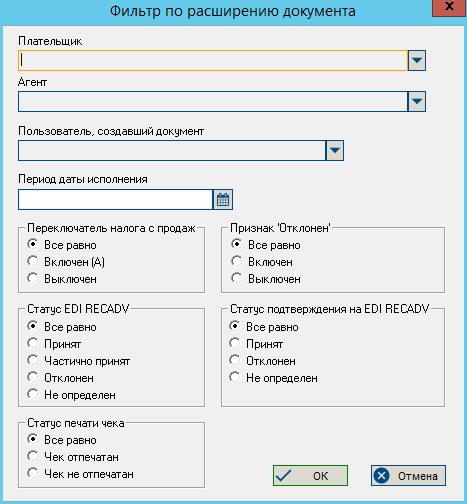 Фильтр по расширению документа
Плательщик
Агент
Пользователь, создавший документ
Период даты исполнения
Переключатель налога с продаж
Все равно
Включен (А)
Выключен
Признак 'Отклонен'
Все равно
Включен
Выключен
Статус EDI RECADV
Все равно
Принят
Частично принят
Отклонен
Не определен
Статус подтверждения на EDI RECADV
Все равно
Принят
Отклонен
Не определен
Статус печати чека
Все равно
Чек отпечатан
Чек не отпечатан
ОК
Отмена